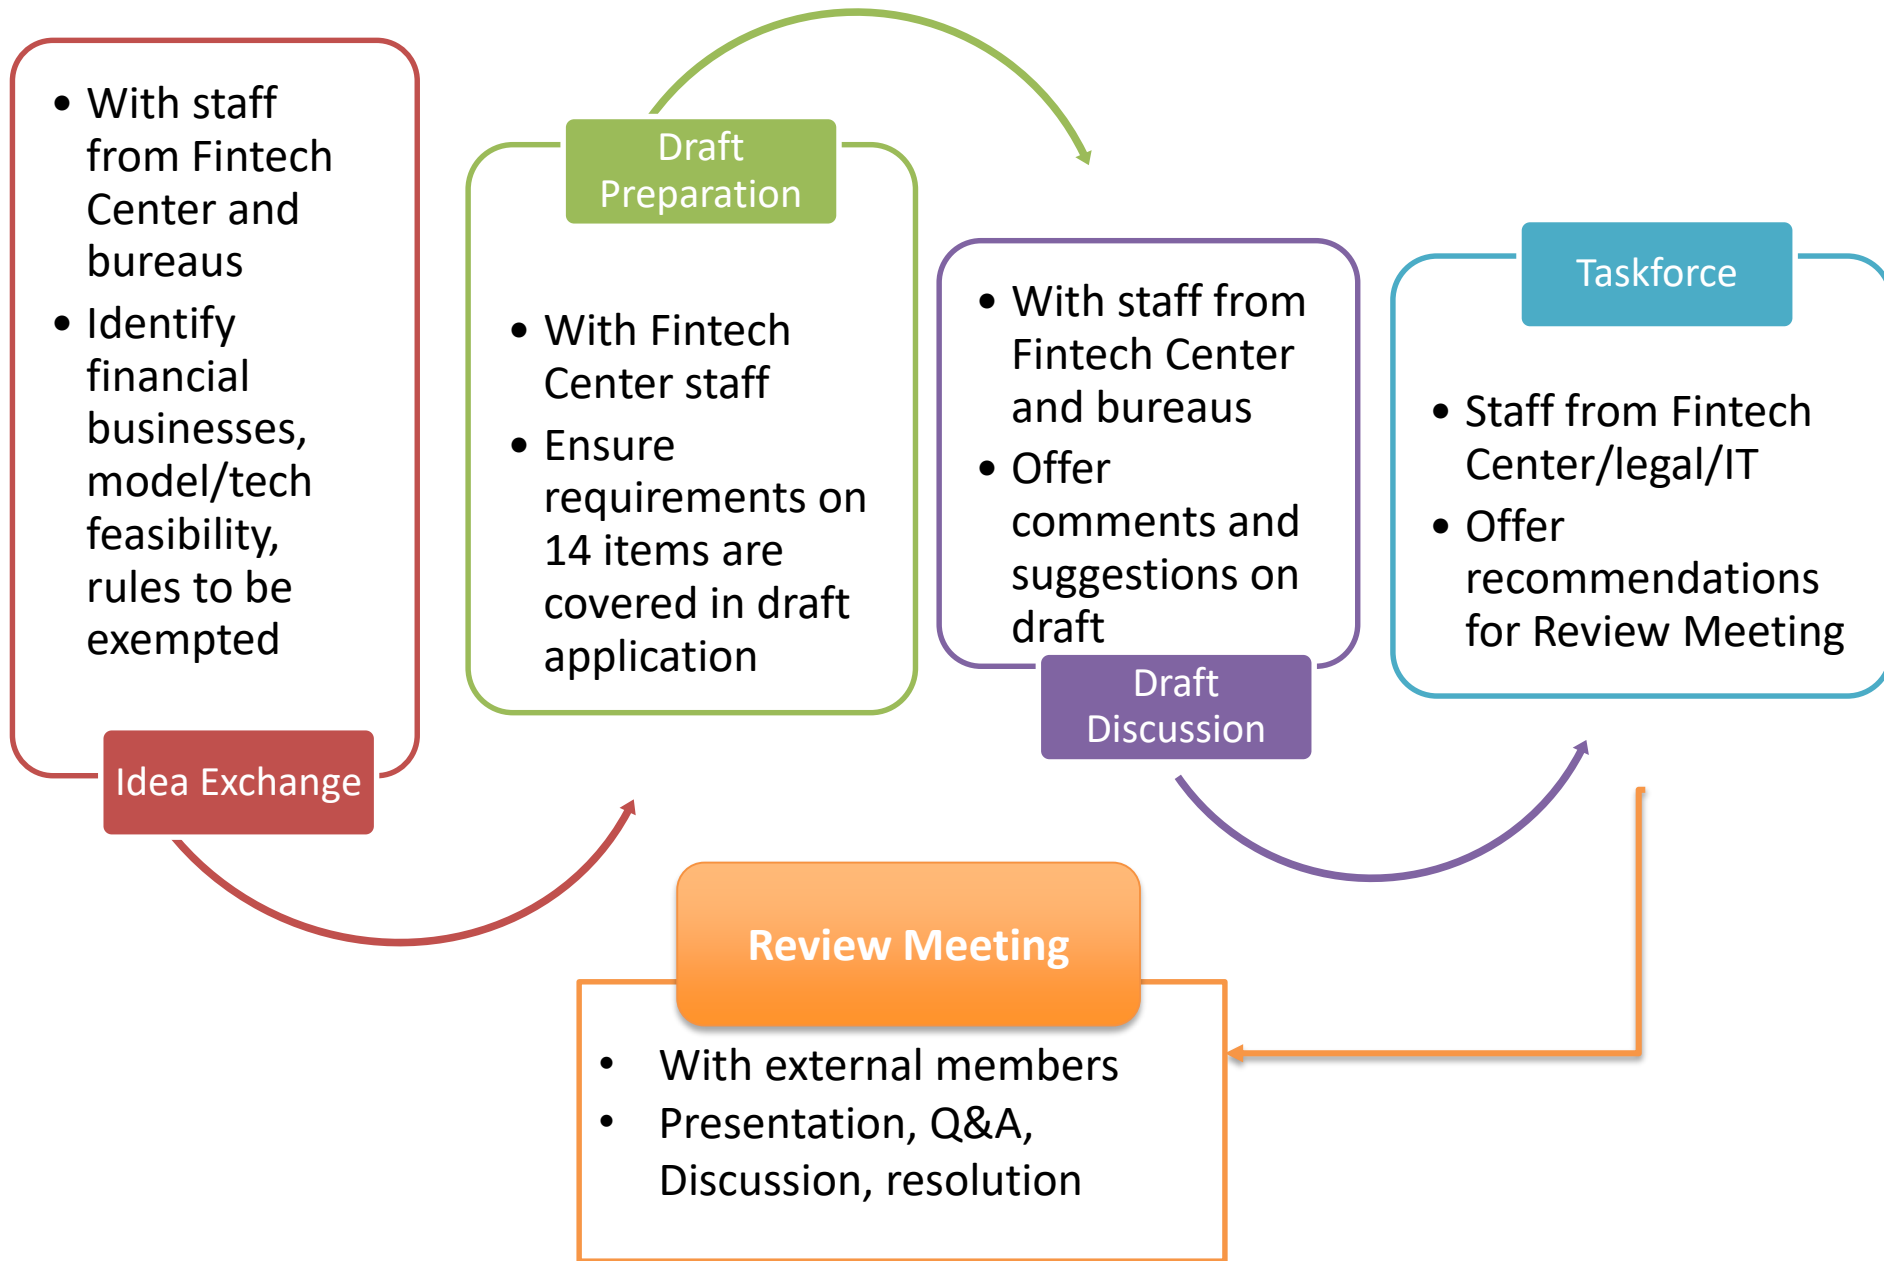 • With staff
from Fintech
Center and
bureaus
• Identify
financial
businesses,
model/tech
feasibility,
rules to be
exempted
Idea Exchange
Draft
Preparation
• With Fintech
Center staff
• Ensure
requirements on
14 items are
covered in draft
application
• With staff from
Fintech Center
and bureaus
• Offer
comments and
suggestions on
draft
Draft
Discussion
Taskforce
• Staff from Fintech
Center/legal/IT
• Offer
recommendations
for Review Meeting
Review Meeting
• With external members
• Presentation, Q&A,
Discussion, resolution